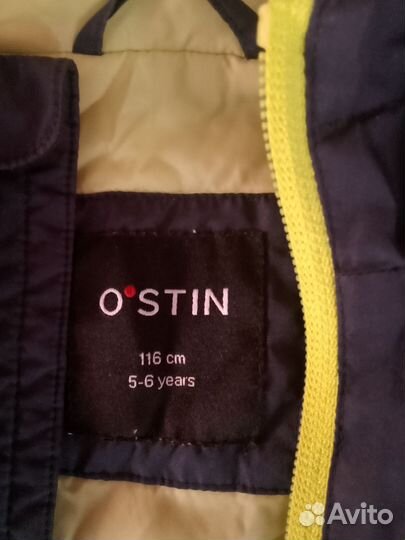 O'STIN
116 cm
5-6 years
Avito